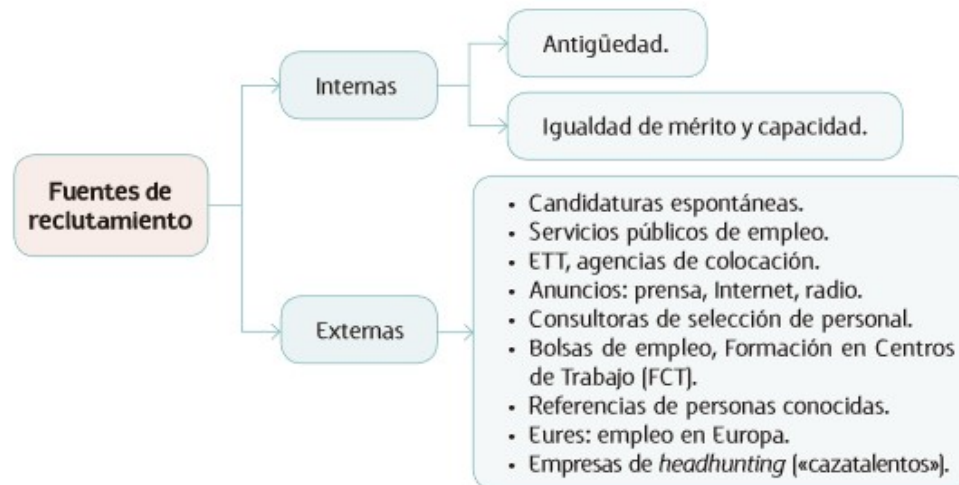 Fuentes de
reclutamiento
Internas
Antigüedad.
Igualdad de mérito y capacidad.
Externas
• Candidaturas espontáneas.
• Servicios públicos de empleo.
• ETT, agencias de colocación.
• Anuncios: prensa, Internet, radio.
• Consultoras de selección de personal.
• Bolsas de empleo, Formación en Centros
de Trabajo (FCT).
• Referencias de personas conocidas.
• Eures: empleo en Europa.
• Empresas de headhunting («cazatalentos»).